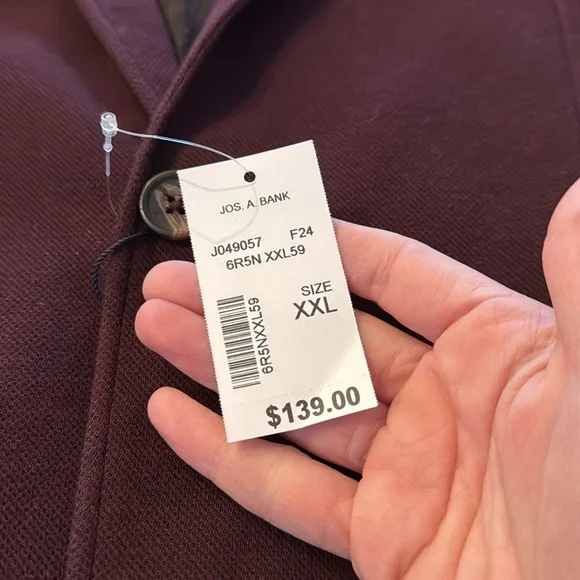 JOS. A. BANK
J049057 F24
6R5N XXL59
SIZE
XXL
6R5NXXL59
$139.00